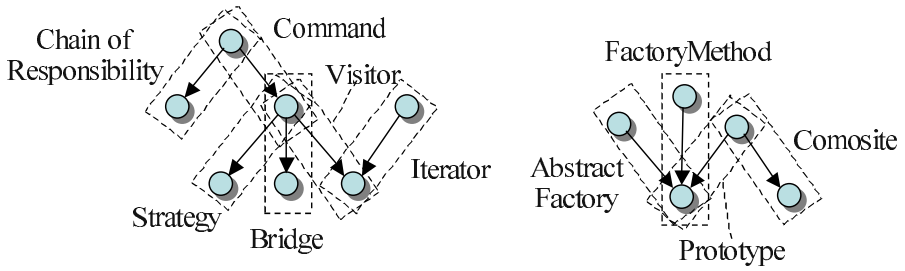 Chain of
Responsibility
Command
Visitor
Iterator
Strategy
Bridge
FactoryMethod
Abstract
Factory
Comosite
Prototype